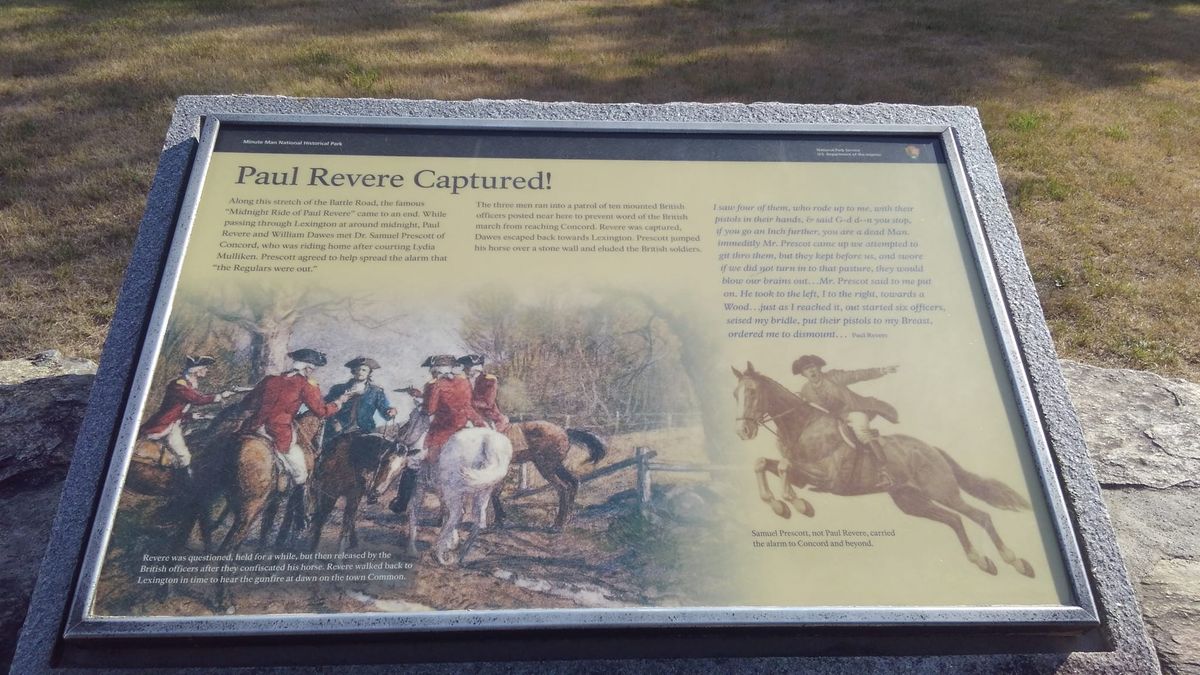 Minute Man National Historical Park
National Park Service
U.S. Department of the Interior
Paul Revere Captured!
Along this stretch of the Battle Road, the famous
"Midnight Ride of Paul Revere" came to an end. While
passing through Lexington at around midnight, Paul
Revere and William Dawes met Dr. Samuel Prescott of
Concord, who was riding home after courting Lydia
Mulliken. Prescott agreed to help spread the alarm that
"the Regulars were out."
The three men ran into a patrol of ten mounted British
officers posted near here to prevent word of the British
march from reaching Concord. Revere was captured,
Dawes escaped back towards Lexington. Prescott jumped
his horse over a stone wall and eluded the British soldiers.
I saw four of them, who rode up to me, with their
pistols in their hands, & said G-d d--n you stop,
if you go an Inch further, you are a dead Man.
immeditly Mr. Prescot came up we attempted to
git thro them, but they kept before us, and swore
if we did not turn in to that pasture, they would
blow our brains out...Mr. Prescot said to me put
on. He took to the left, I to the right, towards a
Wood...just as I reached it, out started six officers,
seised my bridle, put their pistols to my Breast,
ordered me to dismount... Paul Revere
Revere was questioned, held for a while, but then released by the
British officers after they confiscated his horse. Revere walked back to
Lexington in time to hear the gunfire at dawn on the town Common.
Samuel Prescott, not Paul Revere, carried
the alarm to Concord and beyond.